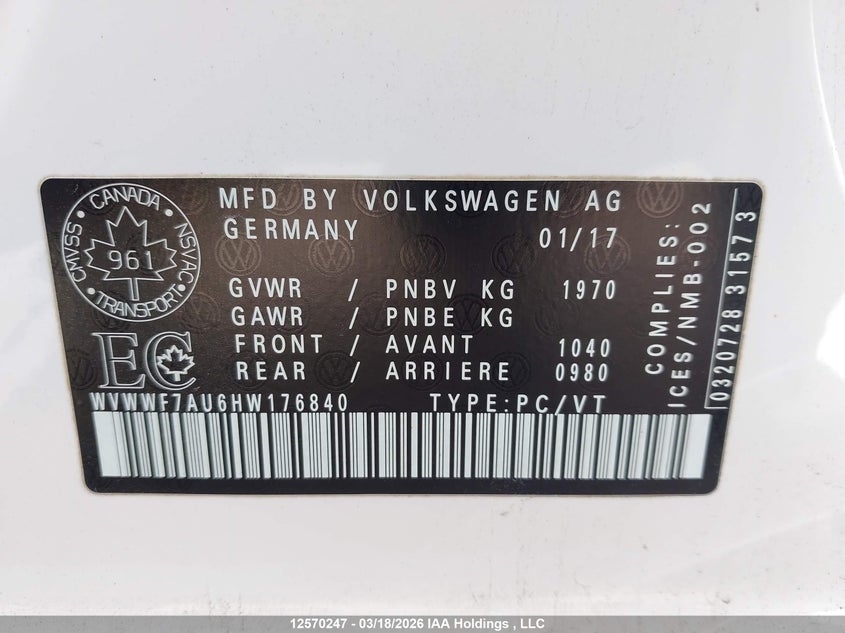 CANADA
CMVSS
NSVAC
961
TRANSPORT
MFD BY VOLKSWAGEN AG
GERMANY 01/17
GVWR / PNBV KG 1970
GAWR / PNBE KG
FRONT / AVANT 1040
REAR / ARRIERE 0980
EC
WVWWF7AU6HW176840 TYPE:PC/VT
COMPLIES:
ICES/NMB-002
0320728 31573
12570247 - 03/18/2026 IAA Holdings , LLC